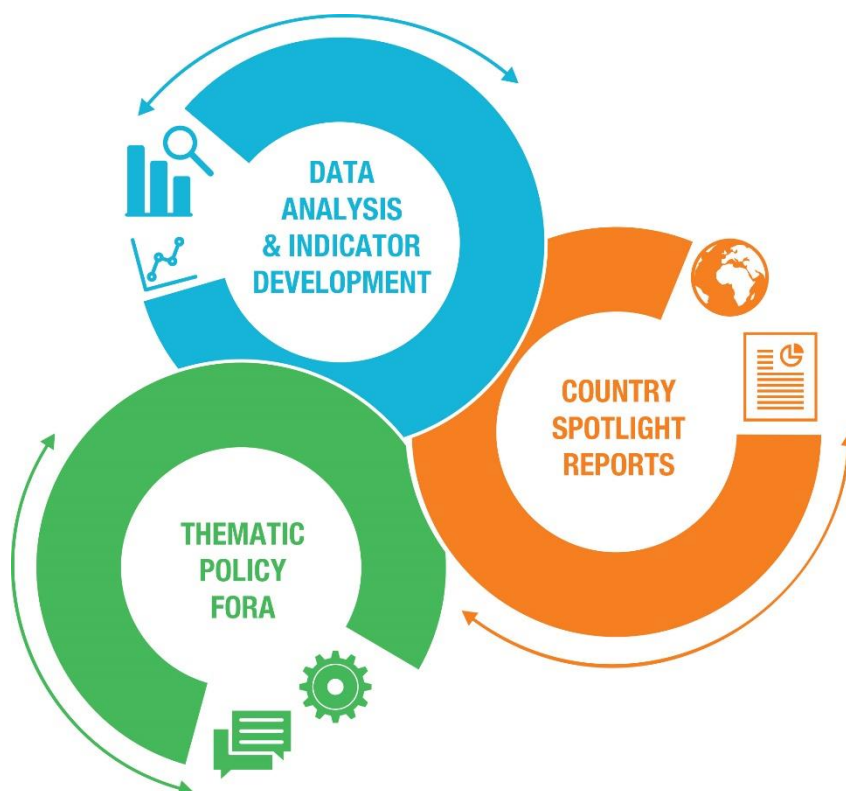 DATA
ANALYSIS
& INDICATOR
DEVELOPMENT
COUNTRY
SPOTLIGHT
REPORTS
THEMATIC
POLICY
FORA